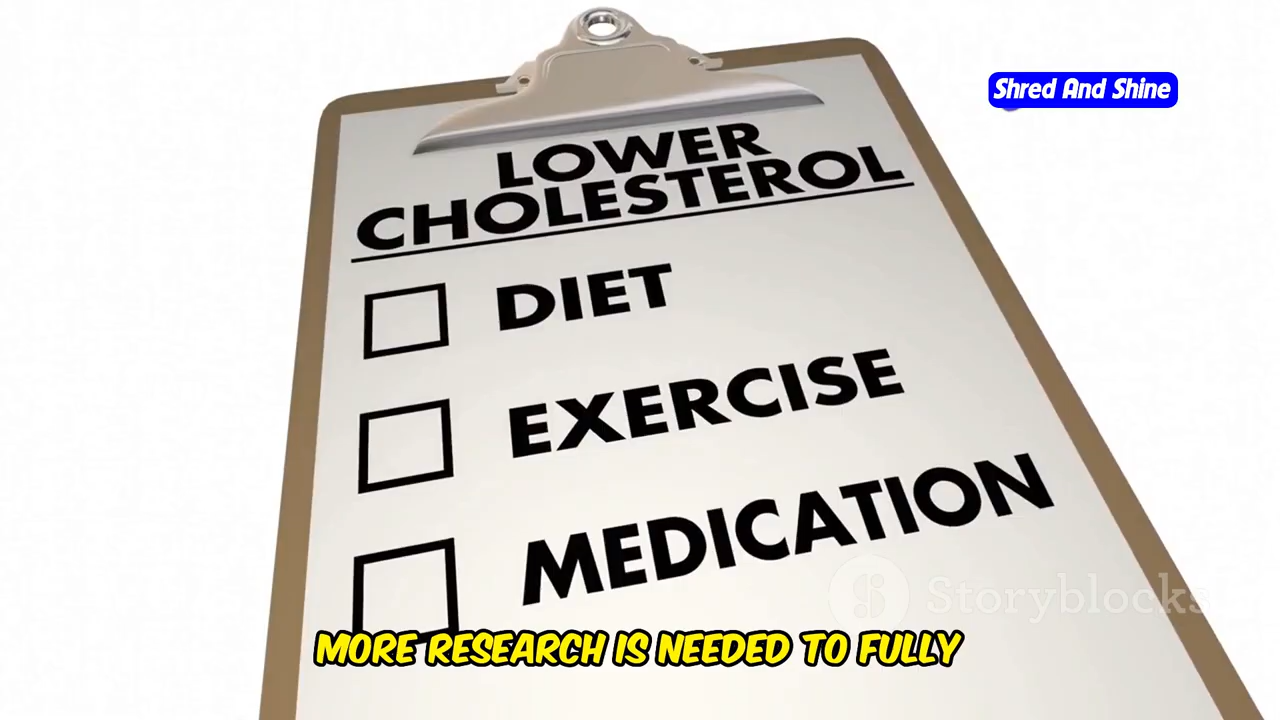 Shred And Shine
LOWER
CHOLESTEROL
DIET
EXERCISE
MEDICATION
Storyblocks
MORE RESEARCH IS NEEDED TO FULLY